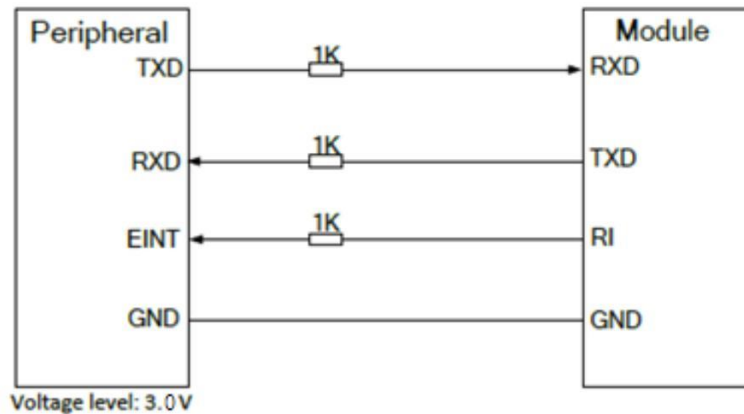 Peripheral Module
1K
TXD RXD
1K
RXD TXD
1K
EINT RI
GND GND
Voltage level: 3.0V